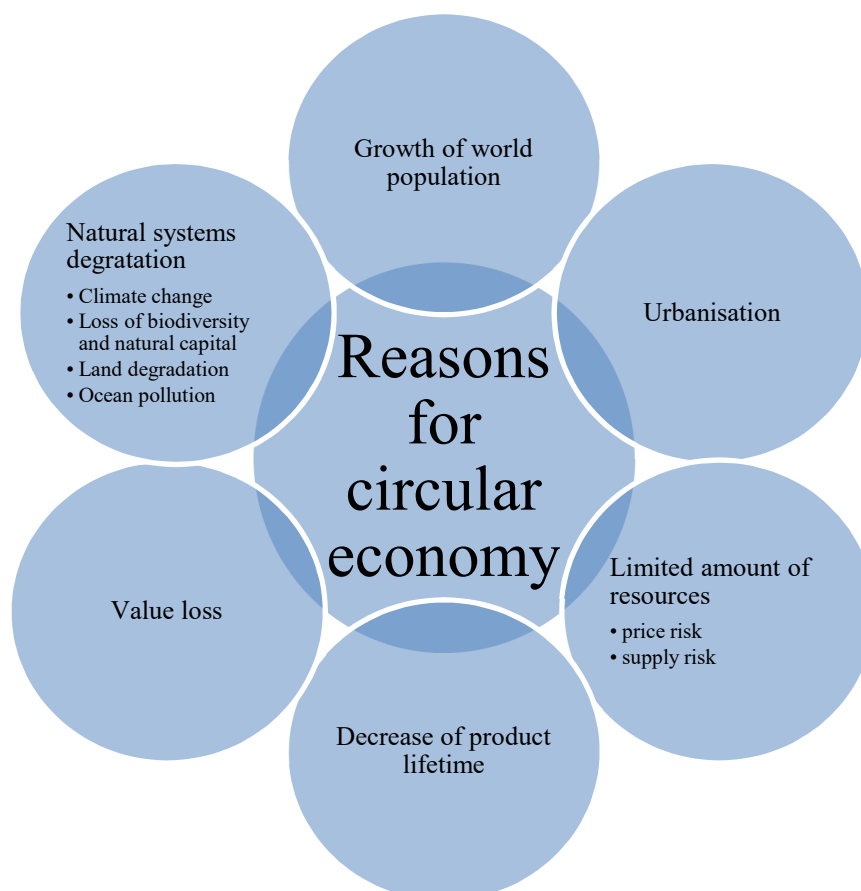 Growth of world
population
Urbanisation
Limited amount of
resources
• price risk
• supply risk
Decrease of product
lifetime
Value loss
Natural systems
degratation
• Climate change
• Loss of biodiversity
and natural capital
• Land degradation
• Ocean pollution
Reasons
for
circular
economy